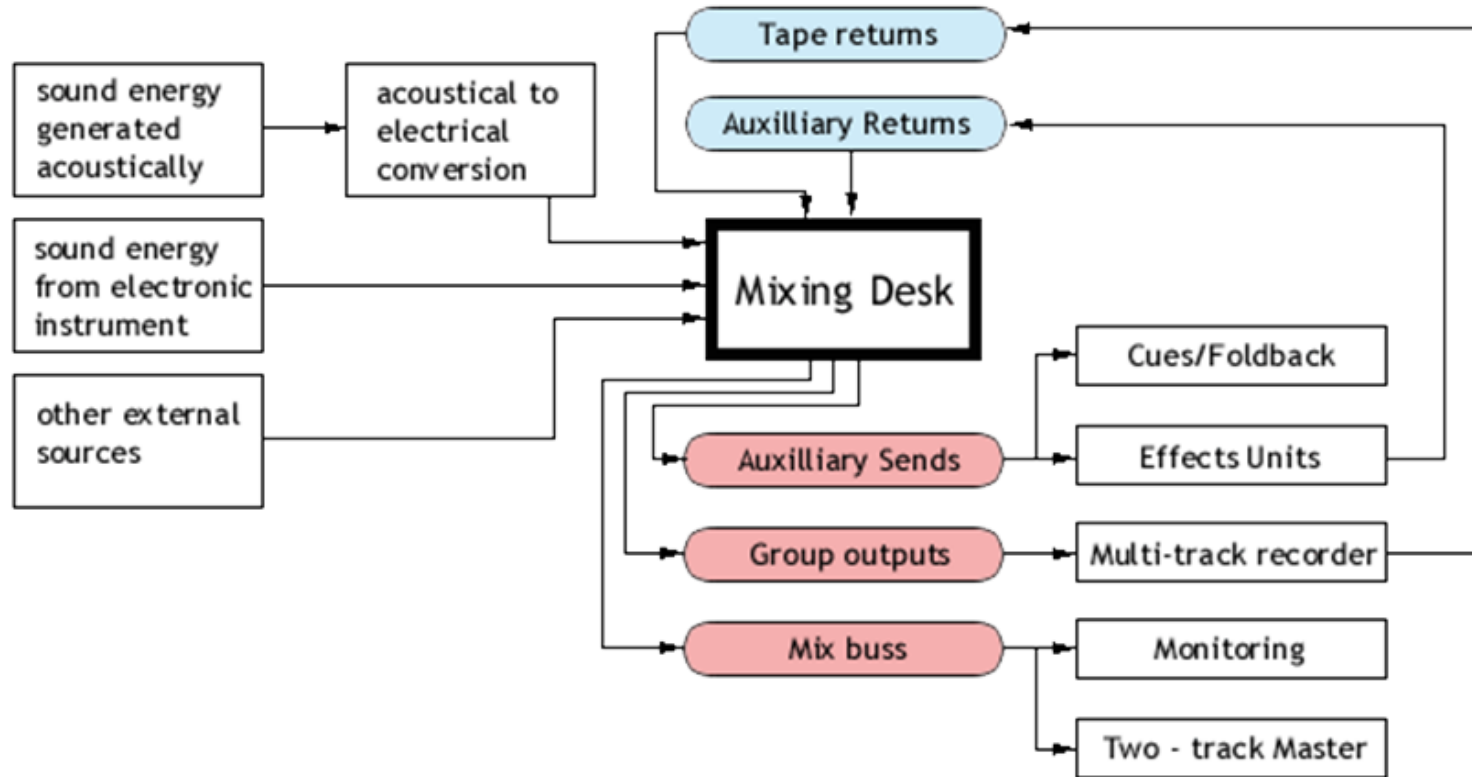 Tape returns
sound energy
generated
acoustically
acoustical to
electrical
conversion
Auxilliary Returns
sound energy
from electronic
instrument
Mixing Desk
other external
sources
Cues/Foldback
Auxilliary Sends
Effects Units
Group outputs
Multi-track recorder
Mix buss
Monitoring
Two - track Master